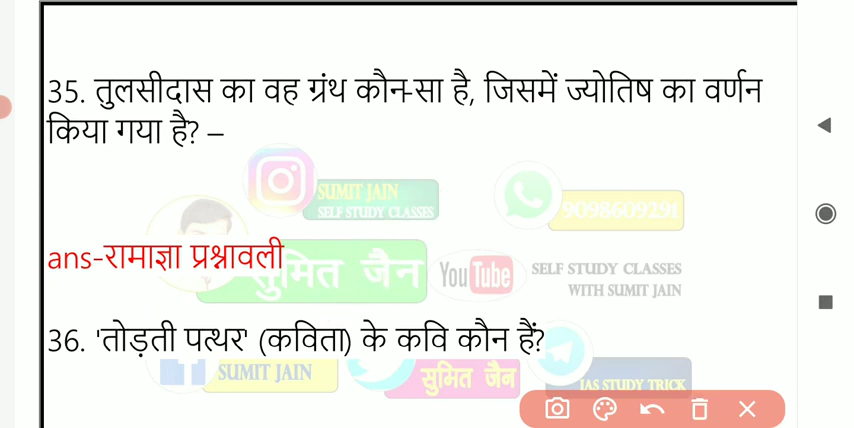 35. तुलसीदास का वह ग्रंथ कौन-सा है, जिसमें ज्योतिष का वर्णन
किया गया है? –
SUMIT JAIN
SELF STUDY CLASSES
9098609291
ans-रामाज्ञा प्रश्नावली
सुमित जैन
YouTube
SELF STUDY CLASSES
WITH SUMIT JAIN
36. 'तोड़ती पत्थर' (कविता) के कवि कौन हैं?
SUMIT JAIN
सुमित जैन
IAS STUDY TRICK